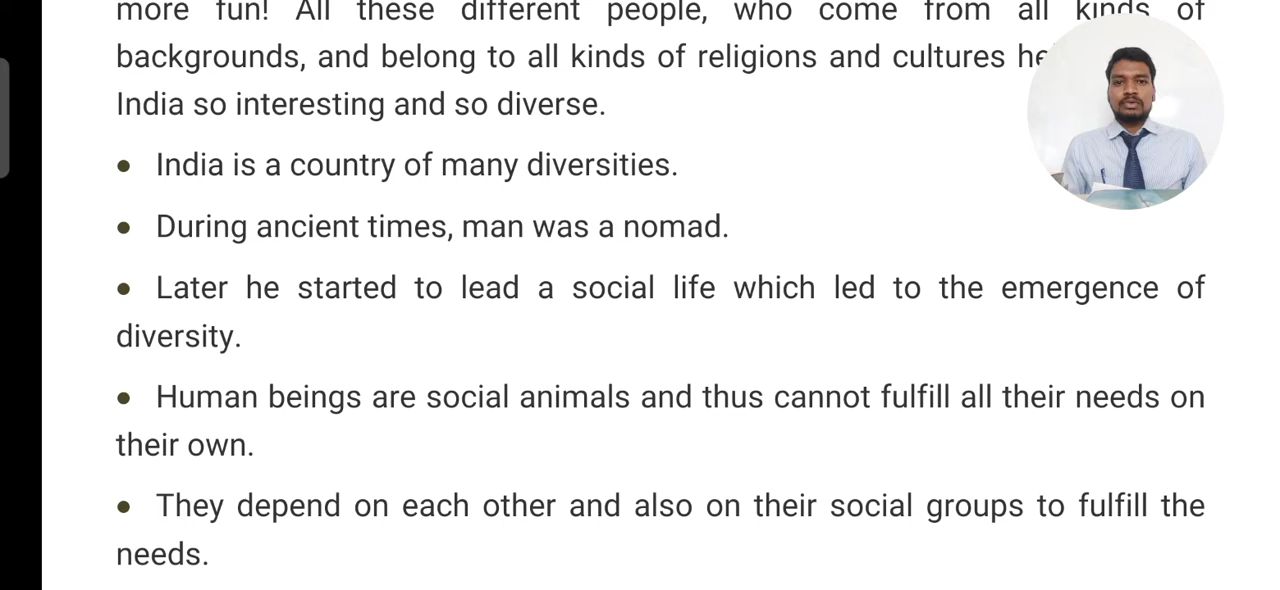 more fun! All these different people, who come from all kinds of
backgrounds, and belong to all kinds of religions and cultures
India so interesting and so diverse.
• India is a country of many diversities.
• During ancient times, man was a nomad.
• Later he started to lead a social life which led to the emergence of
diversity.
• Human beings are social animals and thus cannot fulfill all their needs on
their own.
• They depend on each other and also on their social groups to fulfill the
needs.